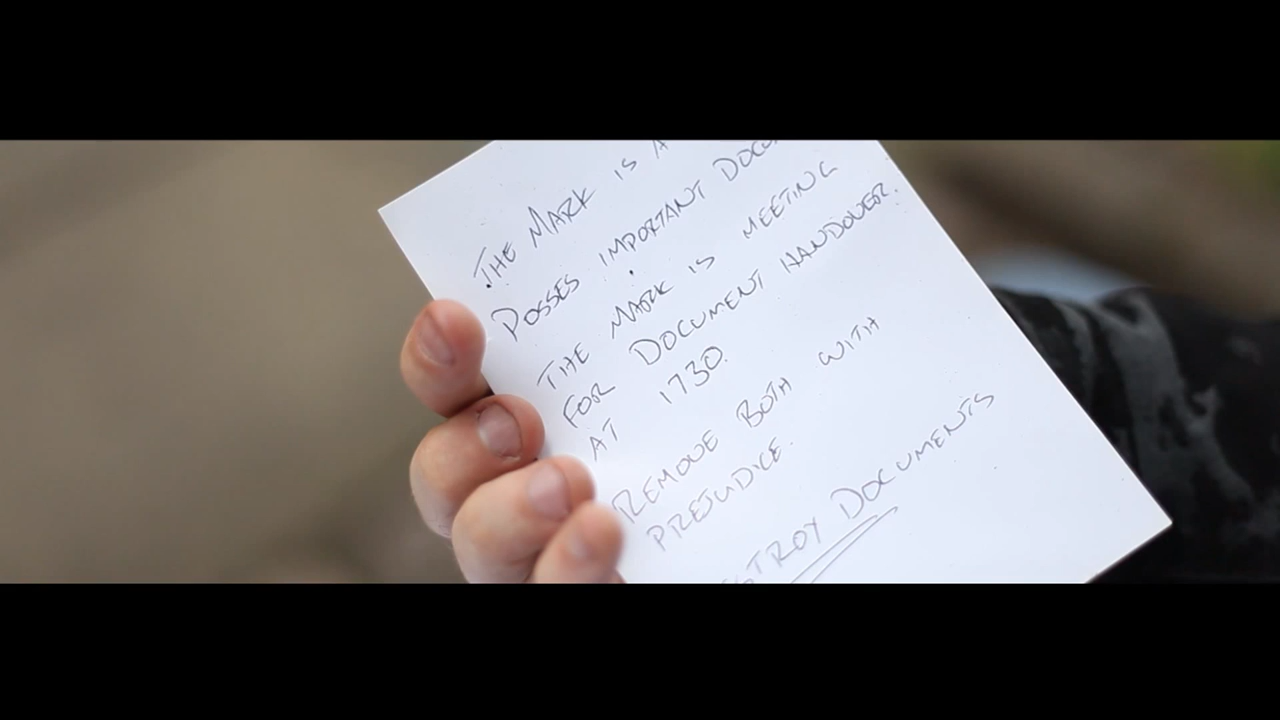 THE MARK IS A
POSSES IMPORTANT
THE MARK IS MEETING
FOR DOCUMENT HANDOVER.
AT 1730.
REMOVE BOTH WITH
PREJUDICE.
DOCUMENTS